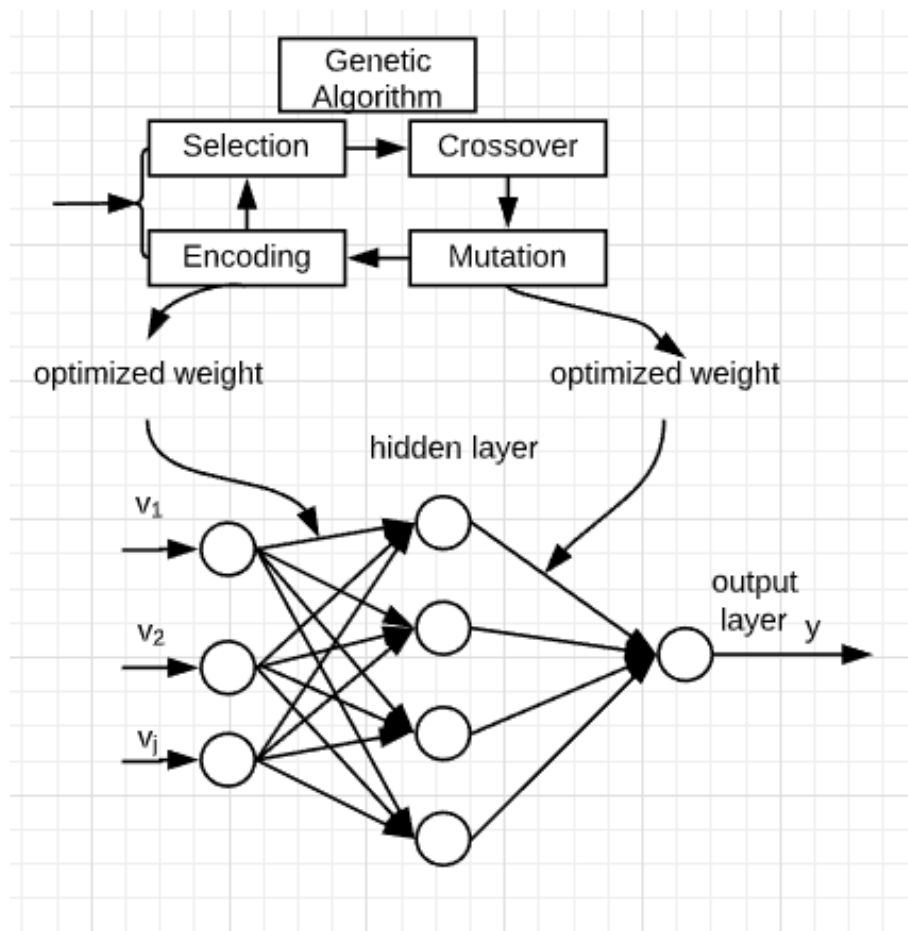 Genetic
Algorithm
Selection
Crossover
Encoding
Mutation
optimized weight
optimized weight
hidden layer
v₁
v₂
vⱼ
output
layer
y